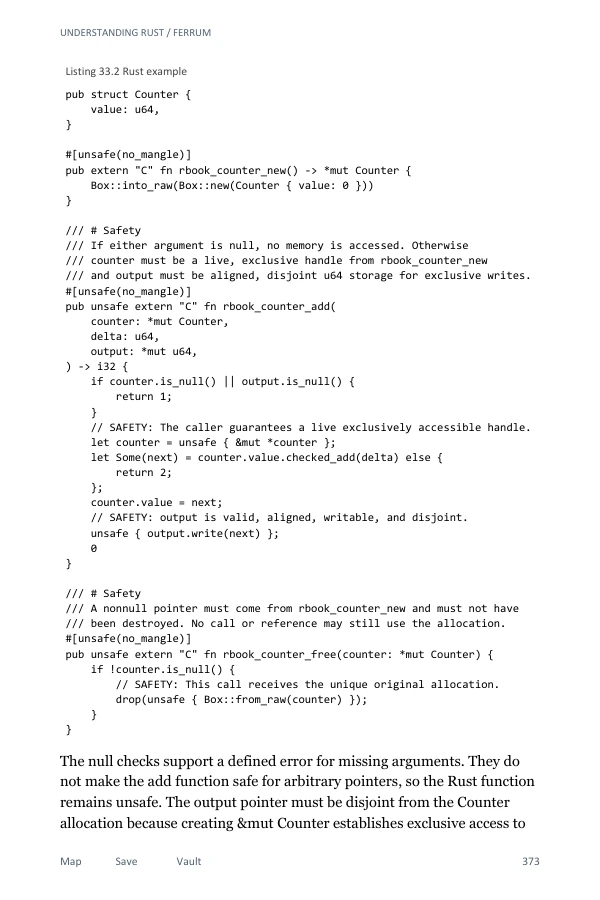 UNDERSTANDING RUST / FERRUM
Listing 33.2 Rust example
pub struct Counter {
    value: u64,
}

#[unsafe(no_mangle)]
pub extern "C" fn rbook_counter_new() -> *mut Counter {
    Box::into_raw(Box::new(Counter { value: 0 }))
}

/// # Safety
/// If either argument is null, no memory is accessed. Otherwise
/// counter must be a live, exclusive handle from rbook_counter_new
/// and output must be aligned, disjoint u64 storage for exclusive writes.
#[unsafe(no_mangle)]
pub unsafe extern "C" fn rbook_counter_add(
    counter: *mut Counter,
    delta: u64,
    output: *mut u64,
) -> i32 {
    if counter.is_null() || output.is_null() {
        return 1;
    }
    // SAFETY: The caller guarantees a live exclusively accessible handle.
    let counter = unsafe { &mut *counter };
    let Some(next) = counter.value.checked_add(delta) else {
        return 2;
    };
    counter.value = next;
    // SAFETY: output is valid, aligned, writable, and disjoint.
    unsafe { output.write(next) };
    0
}

/// # Safety
/// A nonnull pointer must come from rbook_counter_new and must not have
/// been destroyed. No call or reference may still use the allocation.
#[unsafe(no_mangle)]
pub unsafe extern "C" fn rbook_counter_free(counter: *mut Counter) {
    if !counter.is_null() {
        // SAFETY: This call receives the unique original allocation.
        drop(unsafe { Box::from_raw(counter) });
    }
}
The null checks support a defined error for missing arguments. They do
not make the add function safe for arbitrary pointers, so the Rust function
remains unsafe. The output pointer must be disjoint from the Counter
allocation because creating &mut Counter establishes exclusive access to
Map Save Vault 373